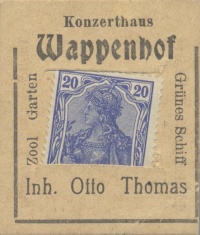 Konzerthaus
Wappenhof
Zool Garten
20 20
Grünes Schiff
Inh. Otto Thomas